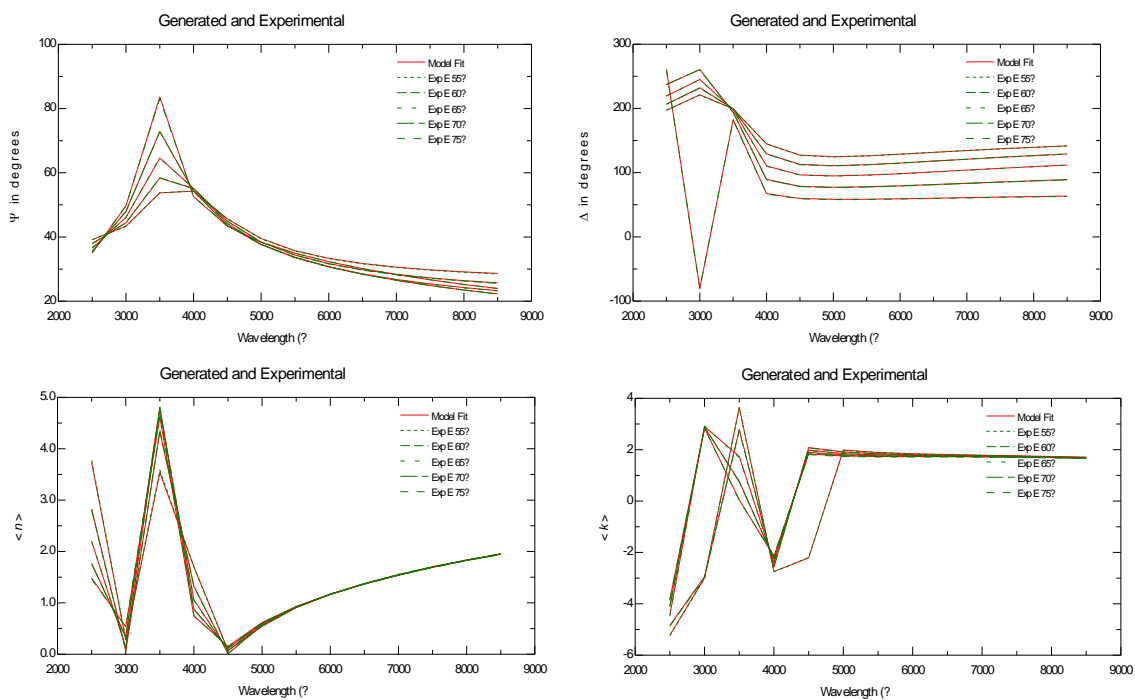 Generated and Experimental
100
80
60
40
20
Ψ in degrees
2000 3000 4000 5000 6000 7000 8000 9000
Wavelength (?
Model Fit
Exp E 55?
Exp E 60?
Exp E 65?
Exp E 70?
Exp E 75?
Generated and Experimental
300
200
100
0
-100
Δ in degrees
2000 3000 4000 5000 6000 7000 8000 9000
Wavelength (?
Model Fit
Exp E 55?
Exp E 60?
Exp E 65?
Exp E 70?
Exp E 75?
Generated and Experimental
5.0
4.0
3.0
2.0
1.0
0.0
< n >
2000 3000 4000 5000 6000 7000 8000 9000
Wavelength (?
Model Fit
Exp E 55?
Exp E 60?
Exp E 65?
Exp E 70?
Exp E 75?
Generated and Experimental
4
2
0
-2
-4
-6
< k >
2000 3000 4000 5000 6000 7000 8000 9000
Wavelength (?
Model Fit
Exp E 55?
Exp E 60?
Exp E 65?
Exp E 70?
Exp E 75?